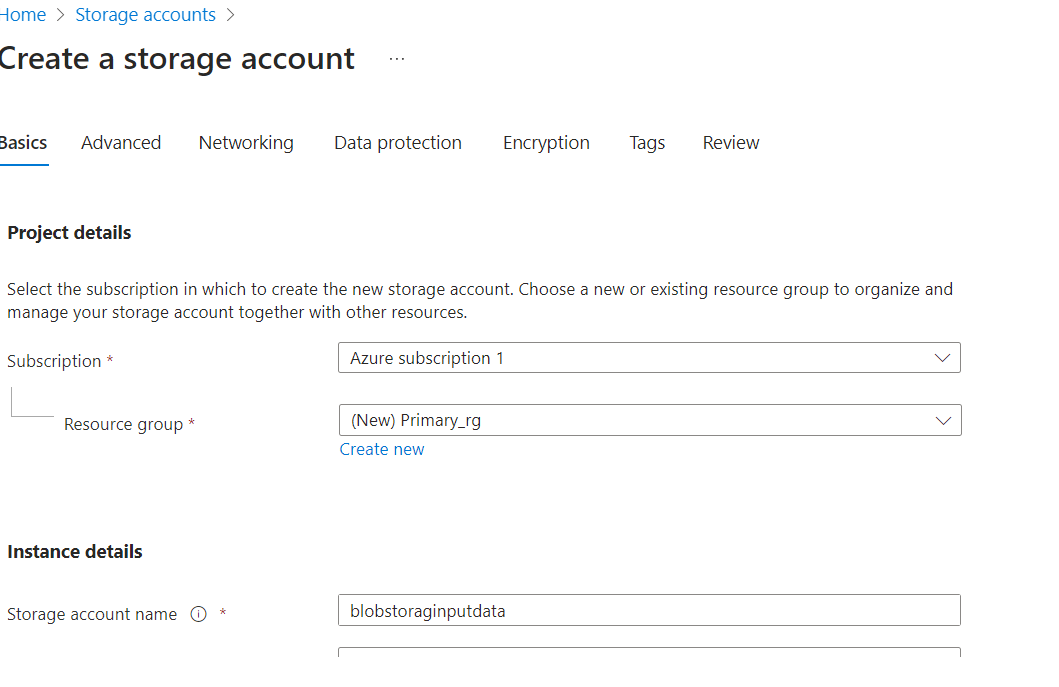 Home > Storage accounts >
Create a storage account ...
Basics Advanced Networking Data protection Encryption Tags Review
Project details
Select the subscription in which to create the new storage account. Choose a new or existing resource group to organize and
manage your storage account together with other resources.
Subscription *
Azure subscription 1
Resource group *
(New) Primary_rg
Create new
Instance details
Storage account name *
blobstoraginputdata